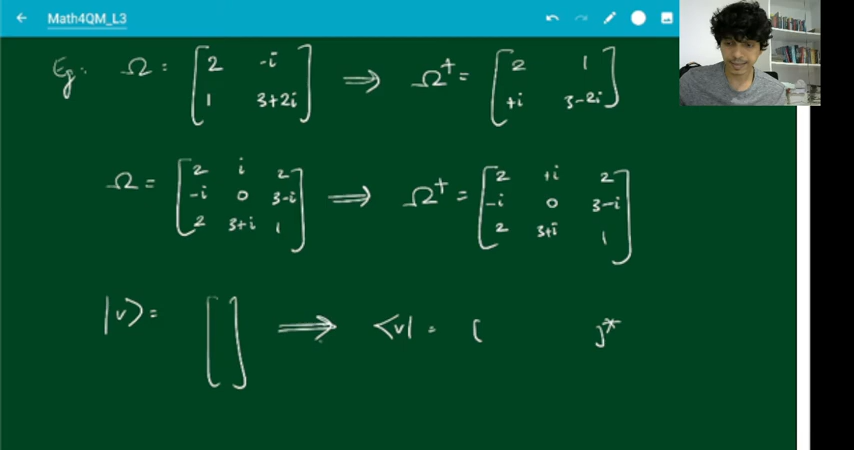 Math4QM_L3
Eg: Ω = [2 -i; 1 3+2i] ⟹ Ω† = [2 1; +i 3-2i]
Ω = [2 i 2; -i 0 3-i; 2 3+i 1] ⟹ Ω† = [2 +i 2; -i 0 3-i; 2 3+i 1]
|v> = [ ] ⟹ <v| = [ ]*